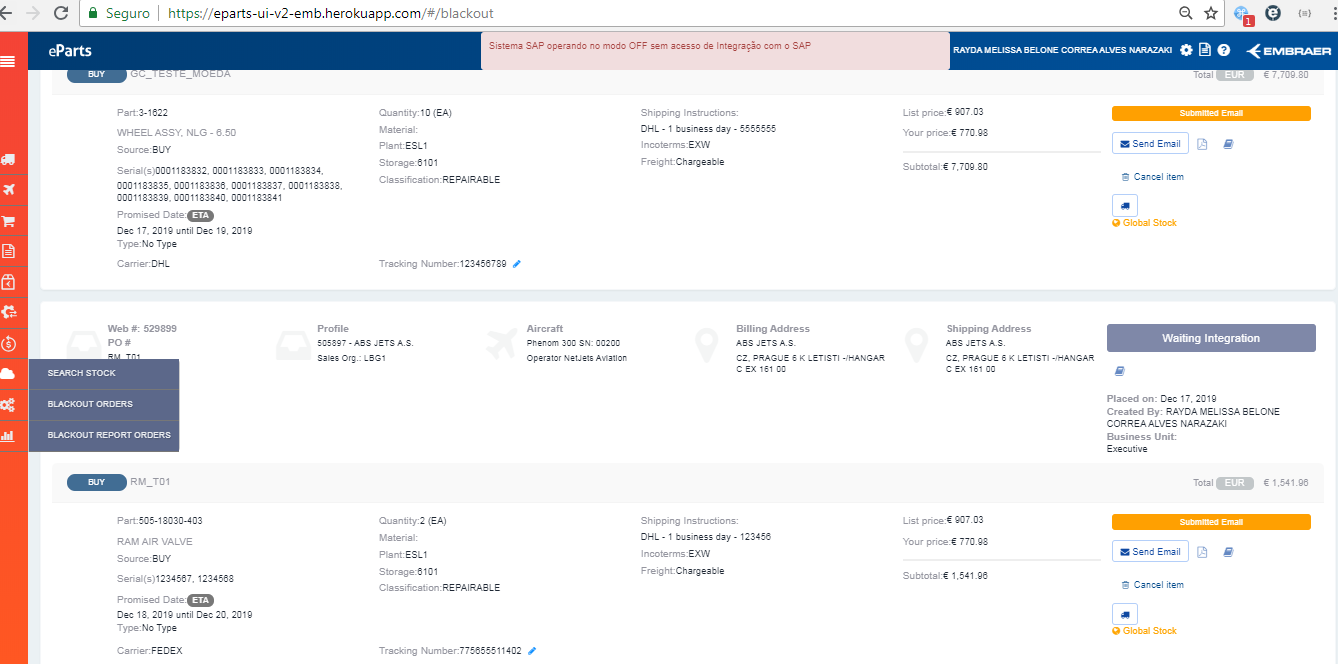 Seguro https://eparts-ui-v2-emb.herokuapp.com/#/blackout
1
eParts
Sistema SAP operando no modo OFF sem acesso de Integração com o SAP
RAYDA MELISSA BELONE CORREA ALVES NARAZAKI
EMBRAER
BUY GC_TESTE_MOEDA
Total EUR € 7,709.80
Part:3-1622
WHEEL ASSY, NLG - 6.50
Source:BUY
Serial(s)0001183832, 0001183833, 0001183834,
0001183835, 0001183836, 0001183837, 0001183838,
0001183839, 0001183840, 0001183841
Promised Date:ETA
Dec 17, 2019 until Dec 19, 2019
Type:No Type
Carrier:DHL
Quantity:10 (EA)
Material:
Plant:ESL1
Storage:6101
Classification:REPAIRABLE
Tracking Number:123456789
Shipping Instructions:
DHL - 1 business day - 5555555
Incoterms:EXW
Freight:Chargeable
List price:€ 907.03
Your price:€ 770.98
Subtotal:€ 7,709.80
Submitted Email
Send Email
Cancel item
Global Stock
Web #: 529899
PO #
RM_T01
Profile
505897 - ABS JETS A.S.
Sales Org.: LBG1
Aircraft
Phenom 300 SN: 00200
Operator NetJets Aviation
Billing Address
ABS JETS A.S.
CZ, PRAGUE 6 K LETISTI -/HANGAR
C EX 161 00
Shipping Address
ABS JETS A.S.
CZ, PRAGUE 6 K LETISTI -/HANGAR
C EX 161 00
Waiting Integration
Placed on: Dec 17, 2019
Created By: RAYDA MELISSA BELONE
CORREA ALVES NARAZAKI
Business Unit:
Executive
SEARCH STOCK
BLACKOUT ORDERS
BLACKOUT REPORT ORDERS
BUY RM_T01
Total EUR € 1,541.96
Part:505-18030-403
RAM AIR VALVE
Source:BUY
Serial(s)1234567, 1234568
Promised Date:ETA
Dec 18, 2019 until Dec 20, 2019
Type:No Type
Carrier:FEDEX
Quantity:2 (EA)
Material:
Plant:ESL1
Storage:6101
Classification:REPAIRABLE
Tracking Number:775655511402
Shipping Instructions:
DHL - 1 business day - 123456
Incoterms:EXW
Freight:Chargeable
List price:€ 907.03
Your price:€ 770.98
Subtotal:€ 1,541.96
Submitted Email
Send Email
Cancel item
Global Stock